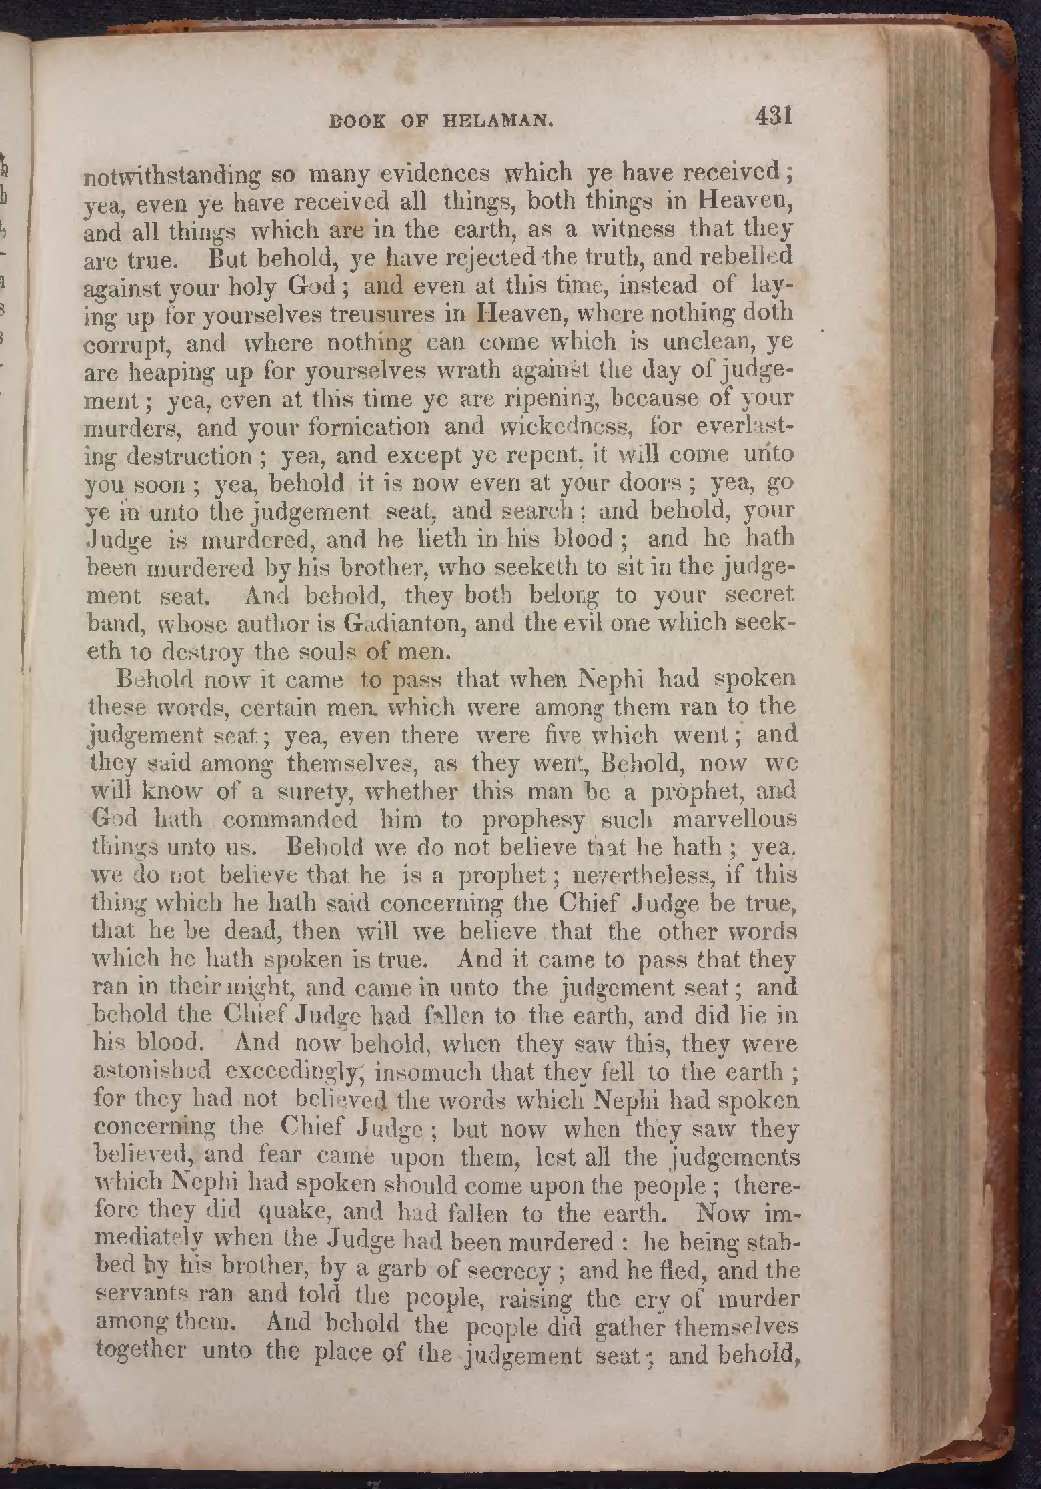 BOOK OF HELAMAN. 431
notwithstanding so many evidences which ye have received;
yea, even ye have received all things, both things in Heaven,
and all things which are in the earth, as a witness that they
are true. But behold, ye have rejected the truth, and rebelled
against your holy God; and even at this time, instead of lay-
ing up for yourselves treusures in Heaven, where nothing doth
corrupt, and where nothing can come which is unclean, ye
are heaping up for yourselves wrath against the day of judge-
ment; yea, even at this time ye are ripening, because of your
murders, and your fornication and wickedness, for everlast-
ing destruction; yea, and except ye repent, it will come unto
you soon; yea, behold it is now even at your doors; yea, go
ye in unto the judgement seat, and search; and behold, your
Judge is murdered, and he lieth in his blood; and he hath
been murdered by his brother, who seeketh to sit in the judge-
ment seat. And behold, they both belong to your secret
band, whose author is Gadianton, and the evil one which seek-
eth to destroy the souls of men.
Behold now it came to pass that when Nephi had spoken
these words, certain men which were among them ran to the
judgement seat; yea, even there were five which went; and
they said among themselves, as they went, Behold, now we
will know of a surety, whether this man be a prophet, and
God hath commanded him to prophesy such marvellous
things unto us. Behold we do not believe that he hath; yea,
we do not believe that he is a prophet; nevertheless, if this
thing which he hath said concerning the Chief Judge be true,
that he be dead, then will we believe that the other words
which he hath spoken is true. And it came to pass that they
ran in their might, and came in unto the judgement seat; and
behold the Chief Judge had fallen to the earth, and did lie in
his blood. And now behold, when they saw this, they were
astonished exceedingly, insomuch that they fell to the earth;
for they had not believed the words which Nephi had spoken
concerning the Chief Judge; but now when they saw they
believed, and fear came upon them, lest all the judgements
which Nephi had spoken should come upon the people; there-
fore they did quake, and had fallen to the earth. Now im-
mediately when the Judge had been murdered: he being stab-
bed by his brother, by a garb of secrecy; and he fled, and the
servants ran and told the people, raising the cry of murder
among them. And behold the people did gather themselves
together unto the place of the judgement seat; and behold,